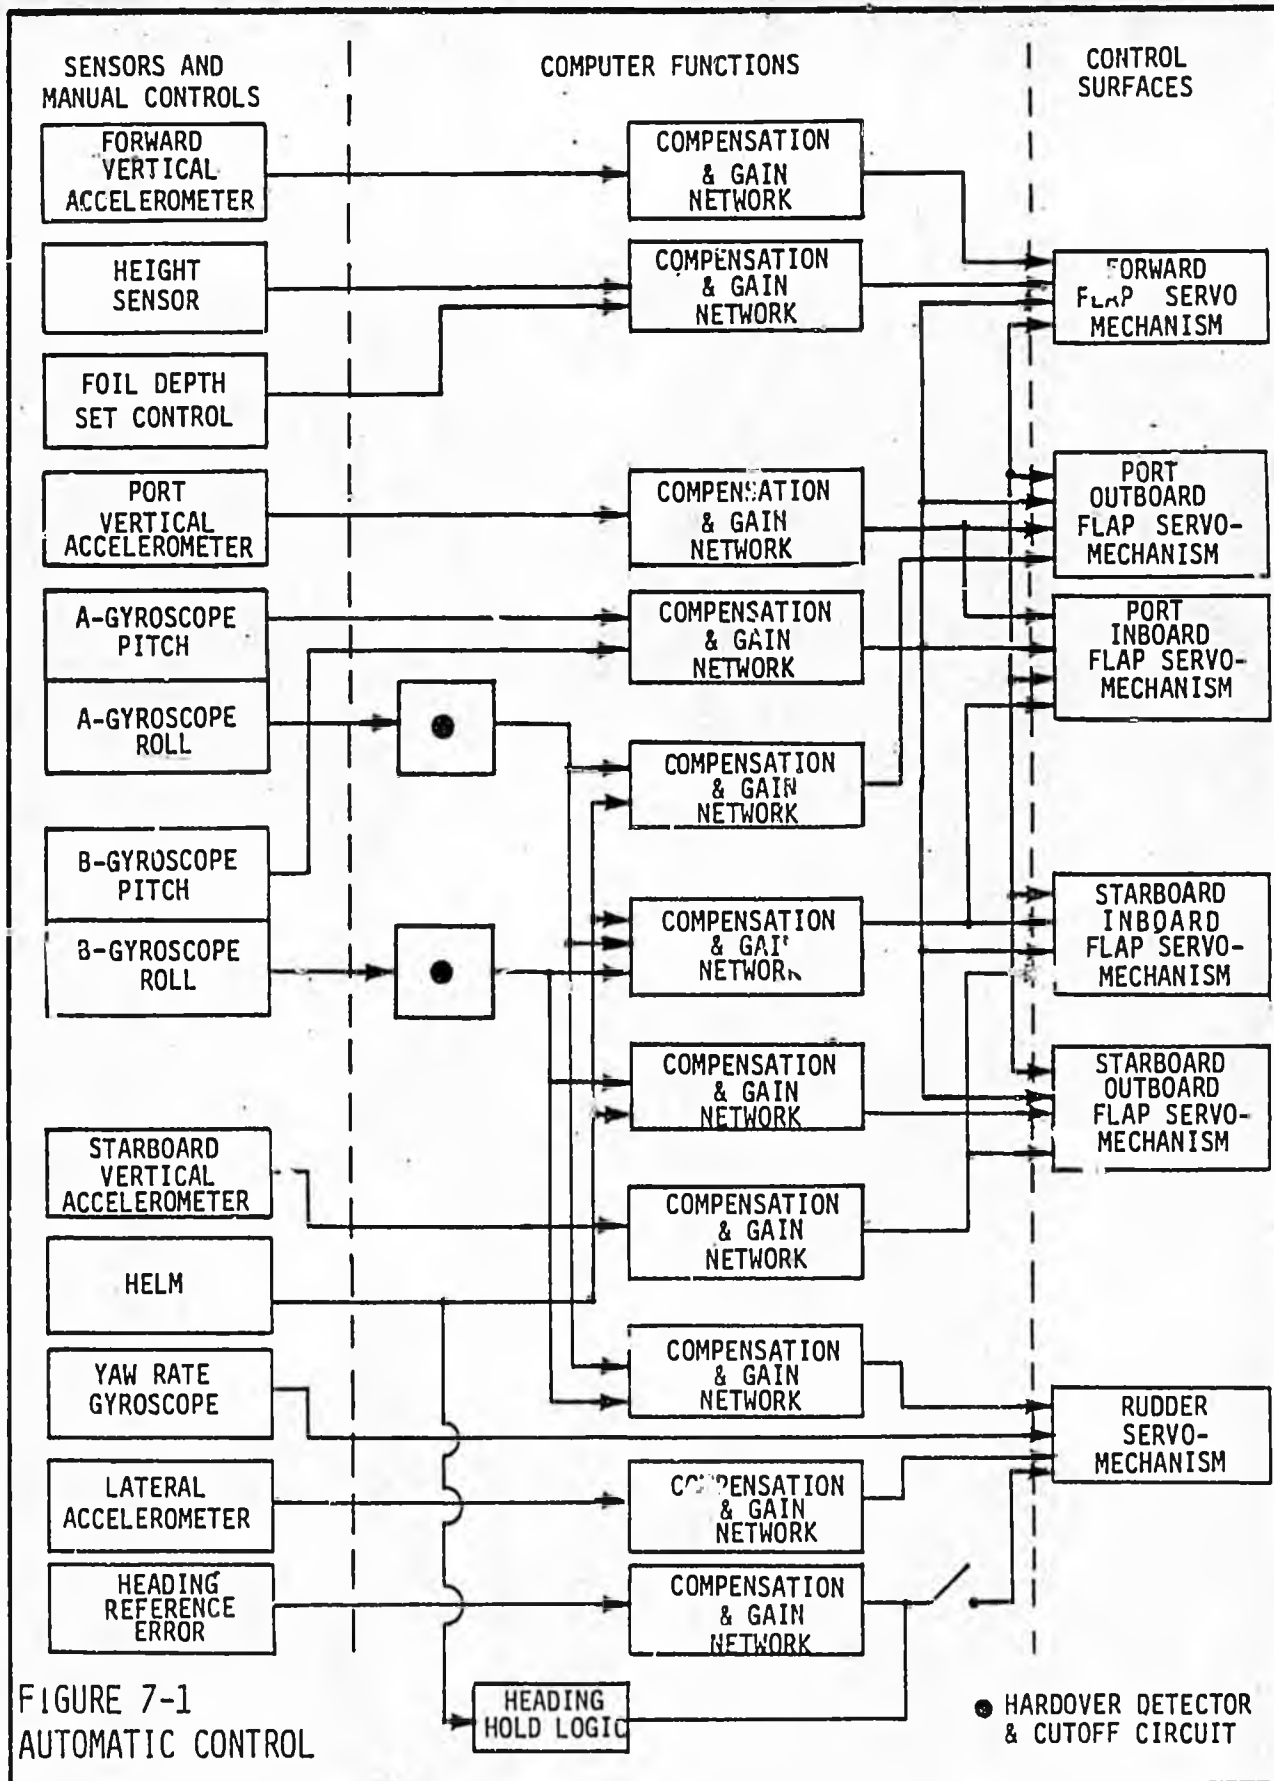 SENSORS AND
MANUAL CONTROLS
COMPUTER FUNCTIONS
CONTROL
SURFACES
FORWARD
VERTICAL
ACCELEROMETER
HEIGHT
SENSOR
FOIL DEPTH
SET CONTROL
PORT
VERTICAL
ACCELEROMETER
A-GYROSCOPE
PITCH
A-GYROSCOPE
ROLL
B-GYROSCOPE
PITCH
B-GYROSCOPE
ROLL
STARBOARD
VERTICAL
ACCELEROMETER
HELM
YAW RATE
GYROSCOPE
LATERAL
ACCELEROMETER
HEADING
REFERENCE
ERROR
COMPENSATION
& GAIN
NETWORK
COMPENSATION
& GAIN
NETWORK
COMPENSATION
& GAIN
NETWORK
COMPENSATION
& GAIN
NETWORK
COMPENSATION
& GAIN
NETWORK
COMPENSATION
& GAIN
NETWORK
COMPENSATION
& GAIN
NETWORK
COMPENSATION
& GAIN
NETWORK
COMPENSATION
& GAIN
NETWORK
COMPENSATION
& GAIN
NETWORK
COMPENSATION
& GAIN
NETWORK
HEADING
HOLD LOGIC
FORWARD
FLAP SERVO
MECHANISM
PORT
OUTBOARD
FLAP SERVO-
MECHANISM
PORT
INBOARD
FLAP SERVO-
MECHANISM
STARBOARD
INBOARD
FLAP SERVO-
MECHANISM
STARBOARD
OUTBOARD
FLAP SERVO-
MECHANISM
RUDDER
SERVO-
MECHANISM
HARDOVER DETECTOR
& CUTOFF CIRCUIT
FIGURE 7-1
AUTOMATIC CONTROL